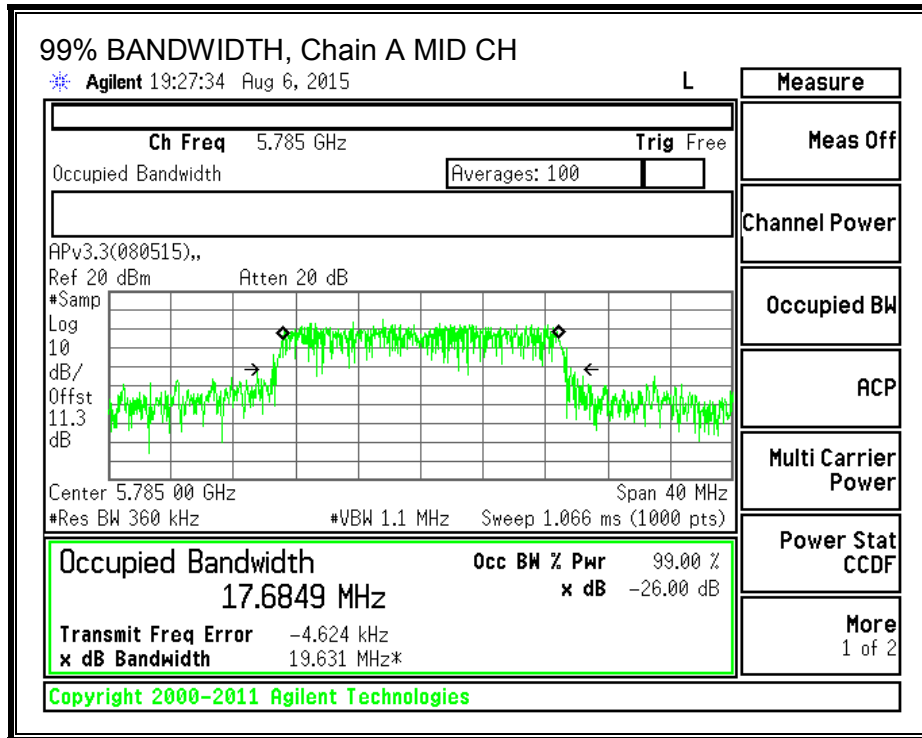 99% BANDWIDTH, Chain A MID CH
Agilent 19:27:34 Aug 6, 2015 L
Measure
Ch Freq 5.785 GHz Trig Free
Meas Off
Occupied Bandwidth Averages: 100
Channel Power
APv3.3(080515),,
Ref 20 dBm Atten 20 dB
#Samp
Log
10
dB/
Offst
11.3
dB
Occupied BW
ACP
Multi Carrier
Power
Center 5.785 00 GHz Span 40 MHz
#Res BW 360 kHz #VBW 1.1 MHz Sweep 1.066 ms (1000 pts)
Power Stat
CCDF
Occupied Bandwidth
17.6849 MHz
Occ BW % Pwr 99.00 %
x dB -26.00 dB
Transmit Freq Error -4.624 kHz
x dB Bandwidth 19.631 MHz*
More
1 of 2
Copyright 2000-2011 Agilent Technologies